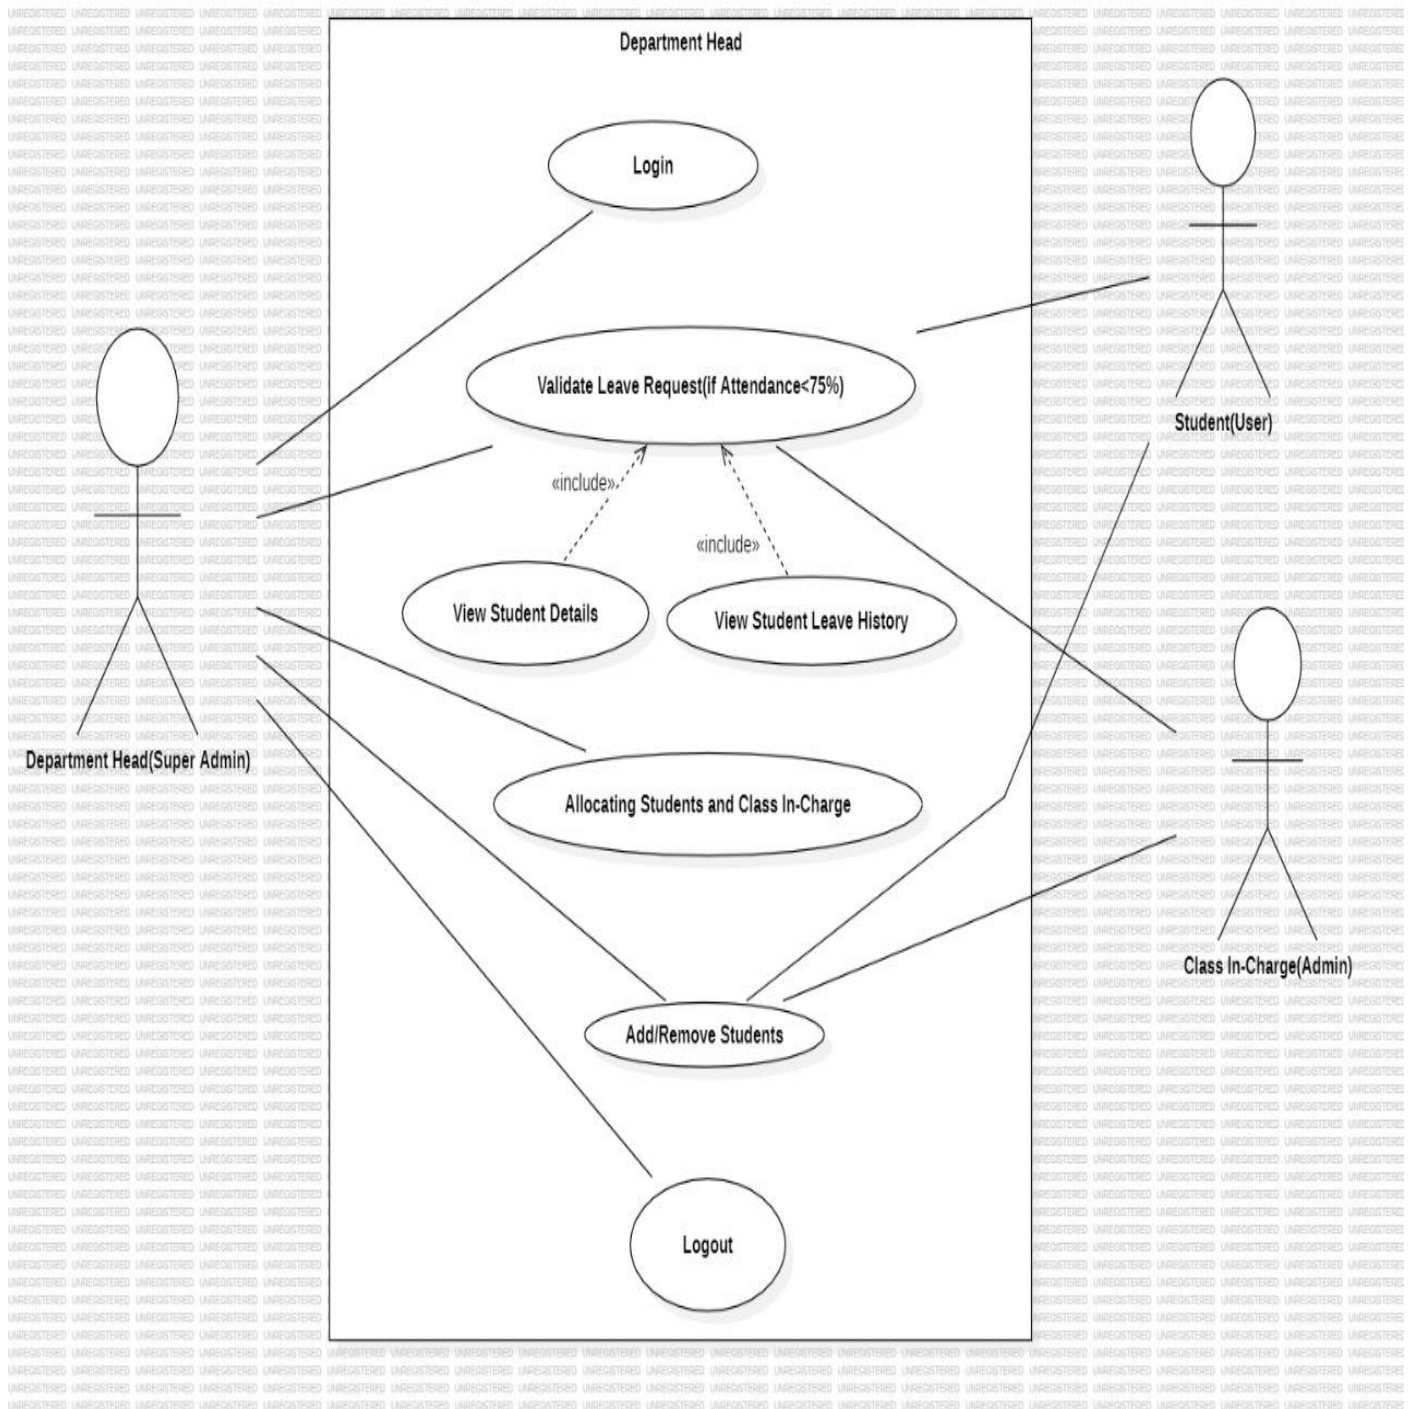 Department Head
Login
Validate Leave Request(if Attendance<75%)
«include»
«include»
View Student Details
View Student Leave History
Allocating Students and Class In-Charge
Add/Remove Students
Logout
Department Head(Super Admin)
Student(User)
Class In-Charge(Admin)
UNREGISTERED